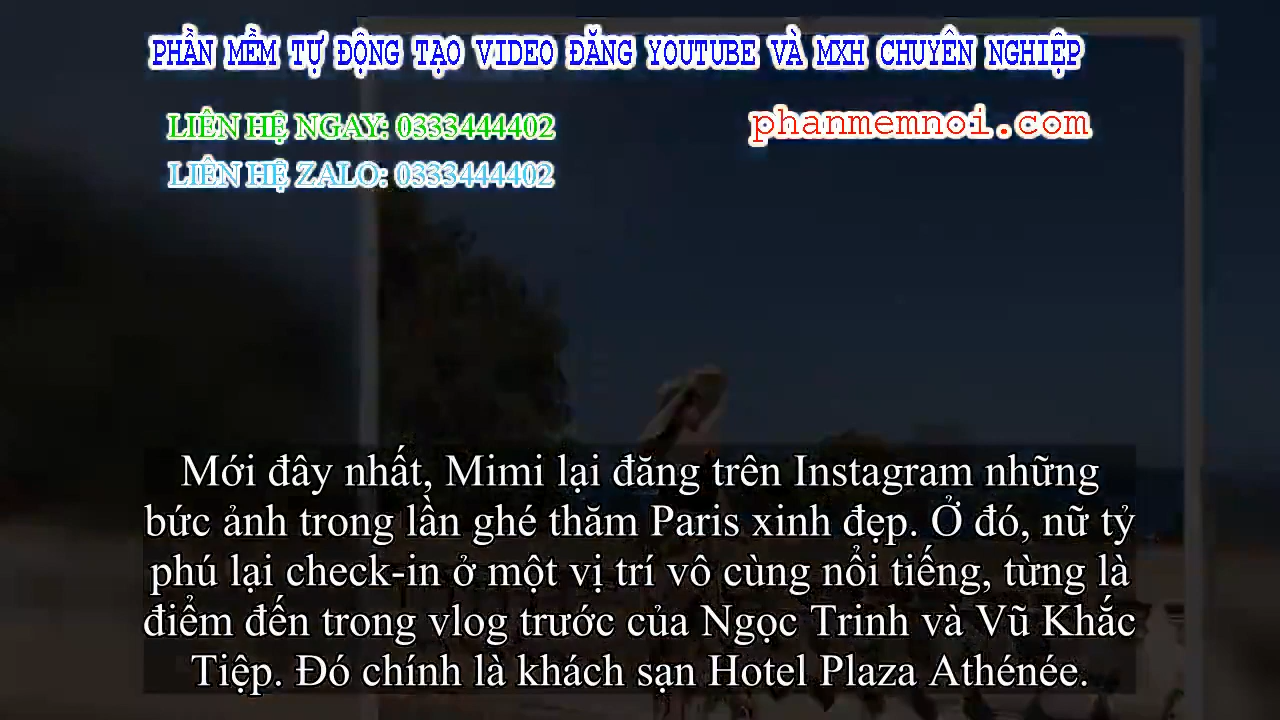 PHẦN MỀM TỰ ĐỘNG TẠO VIDEO ĐĂNG YOUTUBE VÀ MXH CHUYÊN NGHIỆP
LIÊN HỆ NGAY: 0333444402
phanmemnoi.com
LIÊN HỆ ZALO: 0333444402
Mới đây nhất, Mimi lại đăng trên Instagram những
bức ảnh trong lần ghé thăm Paris xinh đẹp. Ở đó, nữ tỷ
phú lại check-in ở một vị trí vô cùng nổi tiếng, từng là
điểm đến trong vlog trước của Ngọc Trinh và Vũ Khắc
Tiệp. Đó chính là khách sạn Hotel Plaza Athénée.